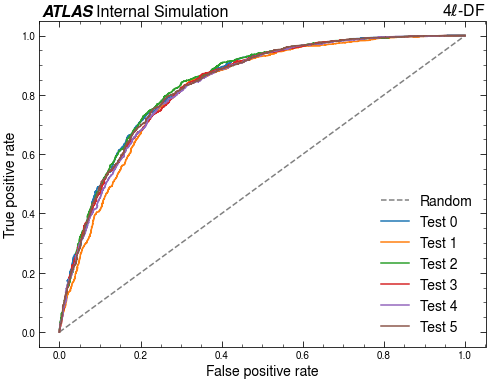 ATLAS Internal Simulation 4ℓ-DF
1.0
0.8
0.6
0.4
0.2
0.0
True positive rate
Random
Test 0
Test 1
Test 2
Test 3
Test 4
Test 5
0.0 0.2 0.4 0.6 0.8 1.0
False positive rate